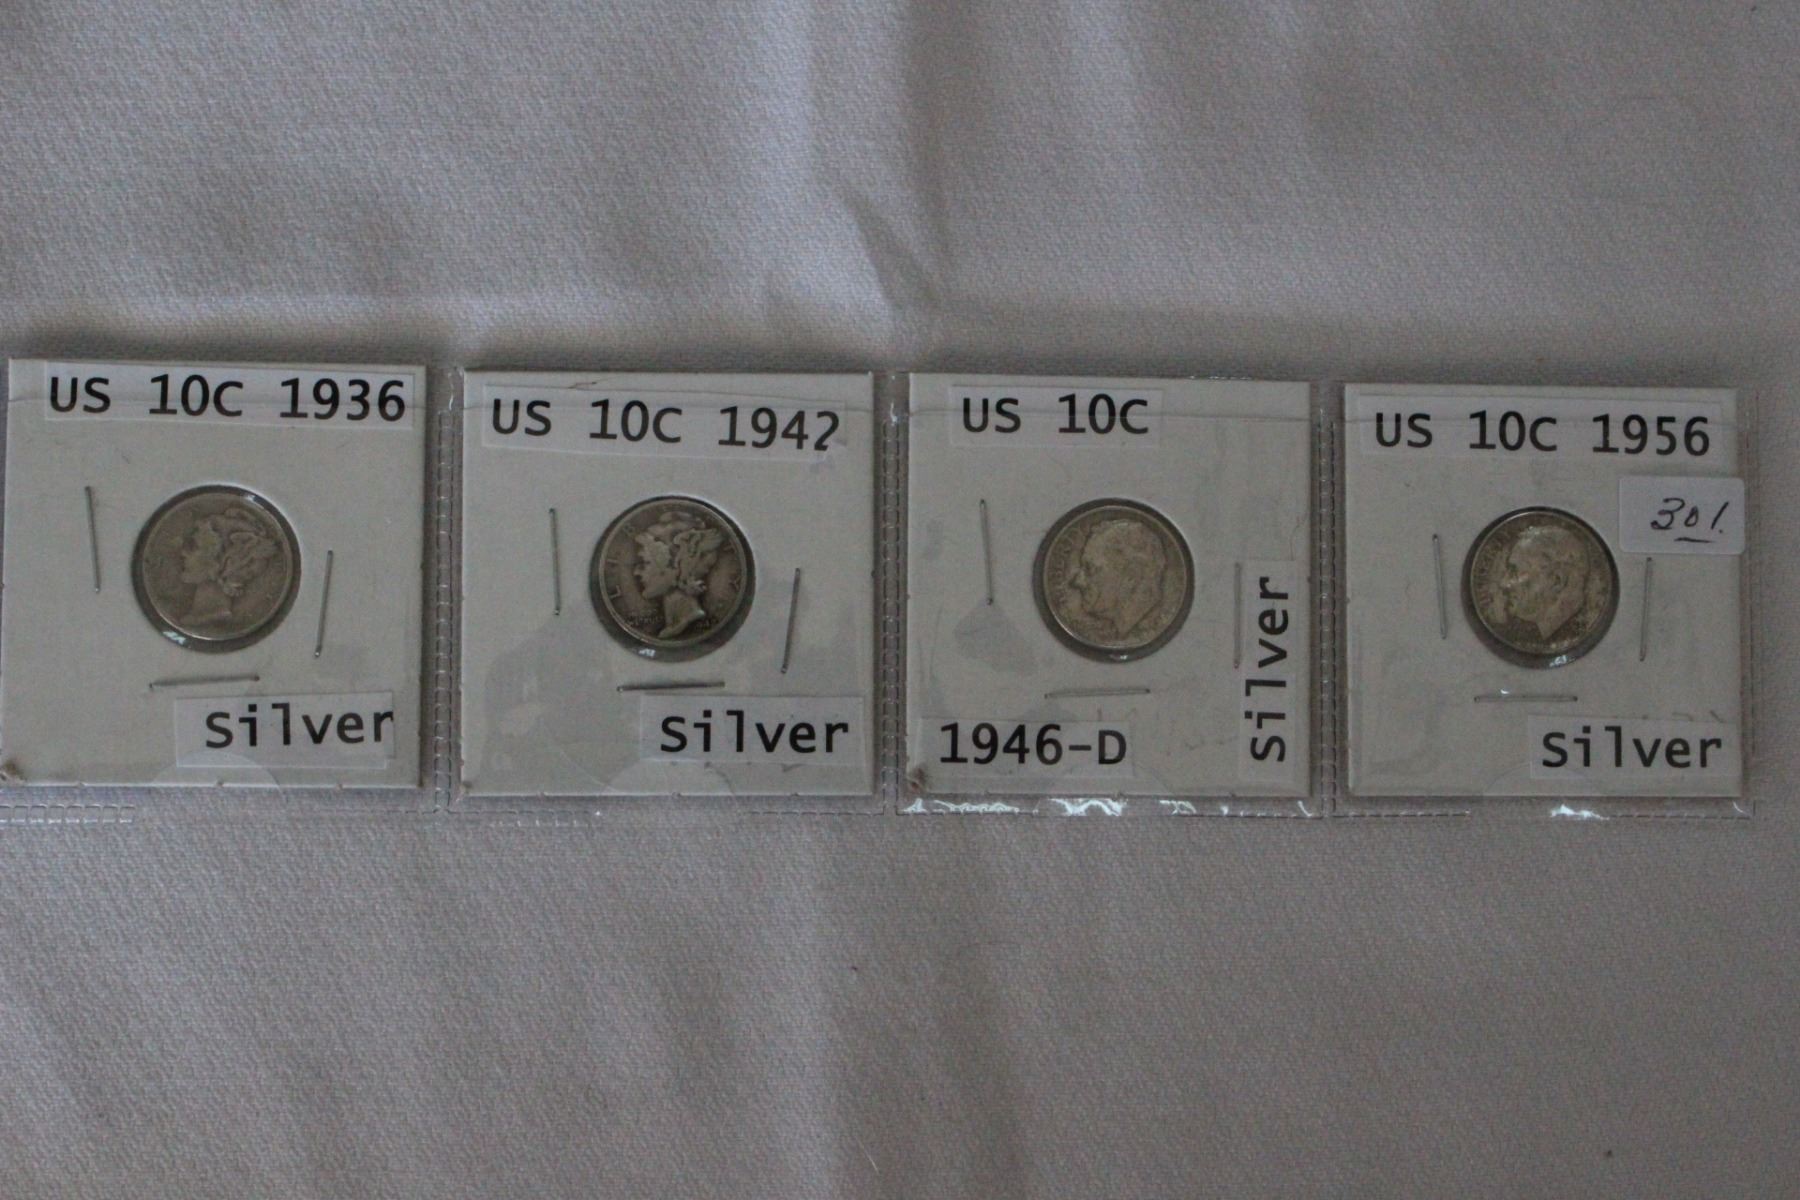 US 10C 1936
Silver
US 10C 1942
Silver
US 10C
Silver
1946-D
US 10C 1956
301.
Silver